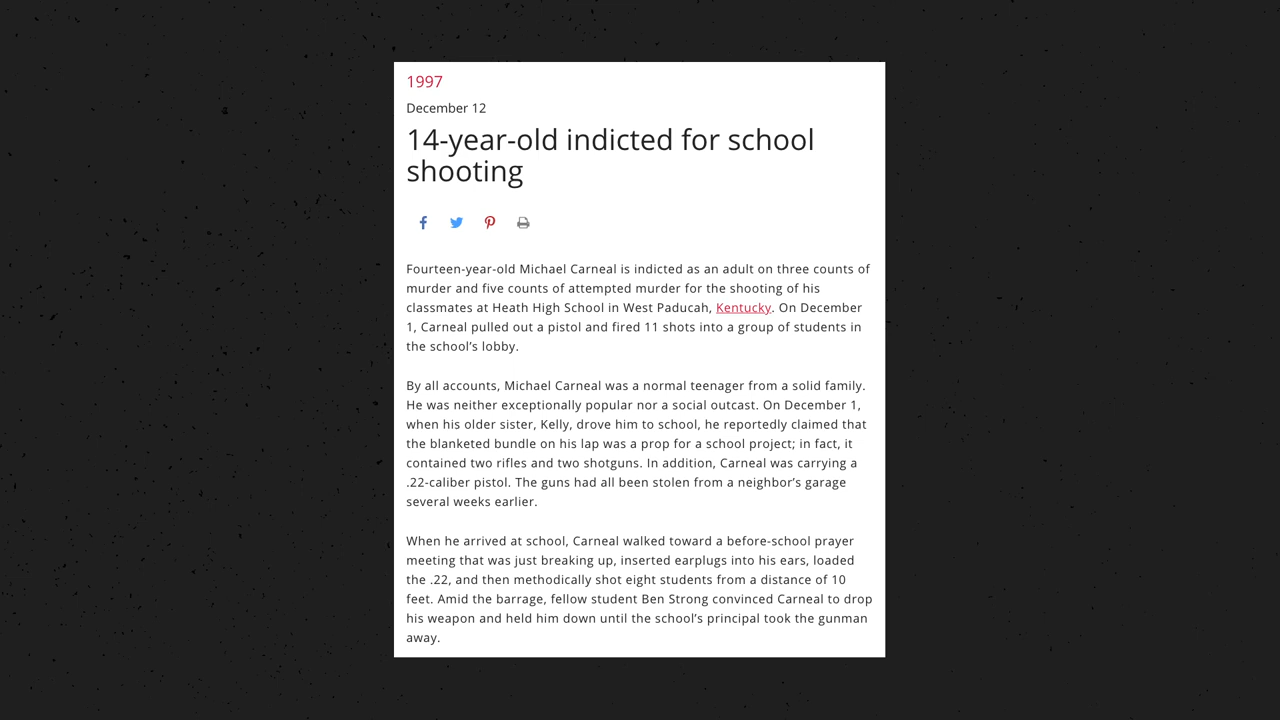 1997
December 12
14-year-old indicted for school
shooting
Fourteen-year-old Michael Carneal is indicted as an adult on three counts of
murder and five counts of attempted murder for the shooting of his
classmates at Heath High School in West Paducah, Kentucky. On December
1, Carneal pulled out a pistol and fired 11 shots into a group of students in
the school’s lobby.
By all accounts, Michael Carneal was a normal teenager from a solid family.
He was neither exceptionally popular nor a social outcast. On December 1,
when his older sister, Kelly, drove him to school, he reportedly claimed that
the blanketed bundle on his lap was a prop for a school project; in fact, it
contained two rifles and two shotguns. In addition, Carneal was carrying a
.22-caliber pistol. The guns had all been stolen from a neighbor’s garage
several weeks earlier.
When he arrived at school, Carneal walked toward a before-school prayer
meeting that was just breaking up, inserted earplugs into his ears, loaded
the .22, and then methodically shot eight students from a distance of 10
feet. Amid the barrage, fellow student Ben Strong convinced Carneal to drop
his weapon and held him down until the school’s principal took the gunman
away.